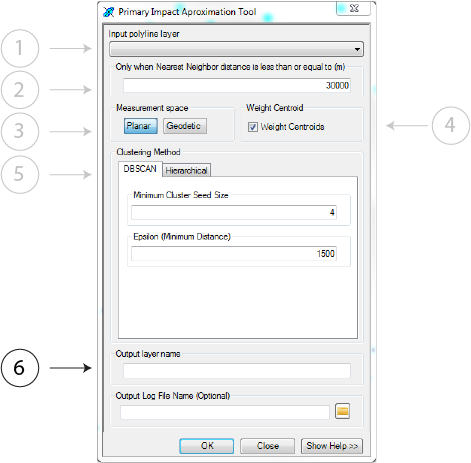 Primary Impact Aproximation Tool
1
Input polyline layer
2
Only when Nearest Neighbor distance is less than or equal to (m)
30000
3
Measurement space
Planar
Geodetic
Weight Centroid
Weight Centroids
4
5
Clustering Method
DBSCAN
Hierarchical
Minimum Cluster Seed Size
4
Epsilon (Minimum Distance)
1500
6
Output layer name
Output Log File Name (Optional)
OK
Close
Show Help >>